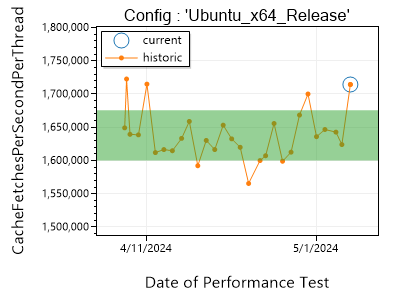 Config : 'Ubuntu_x64_Release'
CacheFetchesPerSecondPerThread
1,800,000
1,750,000
1,700,000
1,650,000
1,600,000
1,550,000
1,500,000
current
historic
4/11/2024
5/1/2024
Date of Performance Test